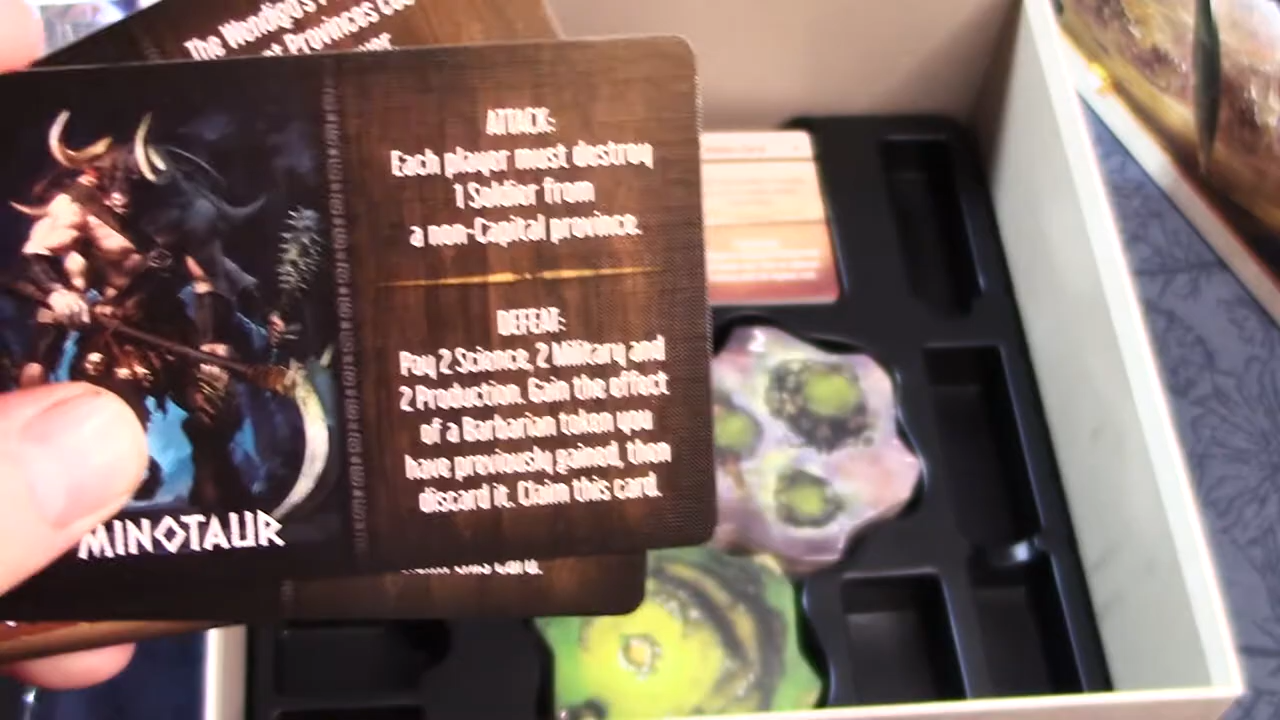 The Wendigo's
Provinces
ATTACK:
Each player must destroy
1 Soldier from
a non-Capital province.
DEFEAT:
Pay 2 Science, 2 Military and
2 Production. Gain the effect
of a Barbarian token you
have previously gained, then
discard it. Claim this card.
MINOTAUR
this card.